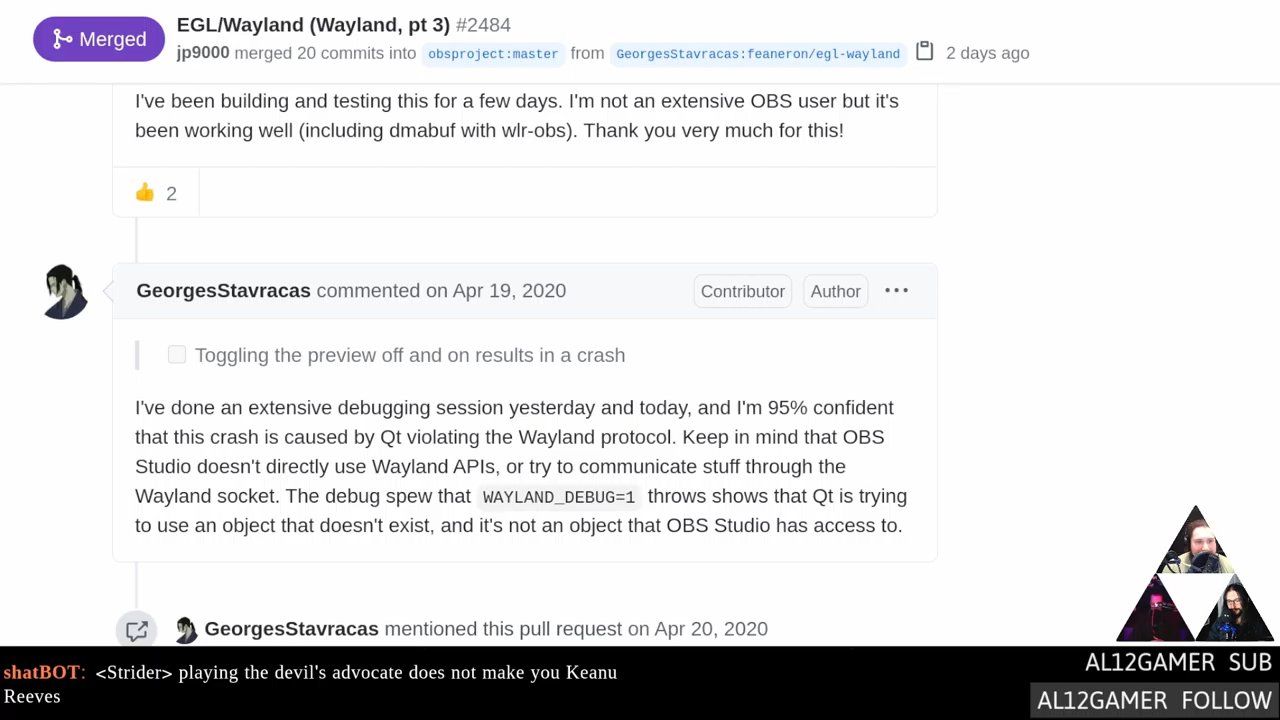 Merged
EGL/Wayland (Wayland, pt 3) #2484
jp9000 merged 20 commits into obsproject:master from GeorgesStavracas:feaneron/egl-wayland 2 days ago
I've been building and testing this for a few days. I'm not an extensive OBS user but it's
been working well (including dmabuf with wlr-obs). Thank you very much for this!
👍 2
GeorgesStavracas commented on Apr 19, 2020 Contributor Author
Toggling the preview off and on results in a crash
I've done an extensive debugging session yesterday and today, and I'm 95% confident
that this crash is caused by Qt violating the Wayland protocol. Keep in mind that OBS
Studio doesn't directly use Wayland APIs, or try to communicate stuff through the
Wayland socket. The debug spew that WAYLAND_DEBUG=1 throws shows that Qt is trying
to use an object that doesn't exist, and it's not an object that OBS Studio has access to.
GeorgesStavracas mentioned this pull request on Apr 20, 2020
shatBOT: <Strider> playing the devil's advocate does not make you Keanu
Reeves
AL12GAMER SUB
AL12GAMER FOLLOW